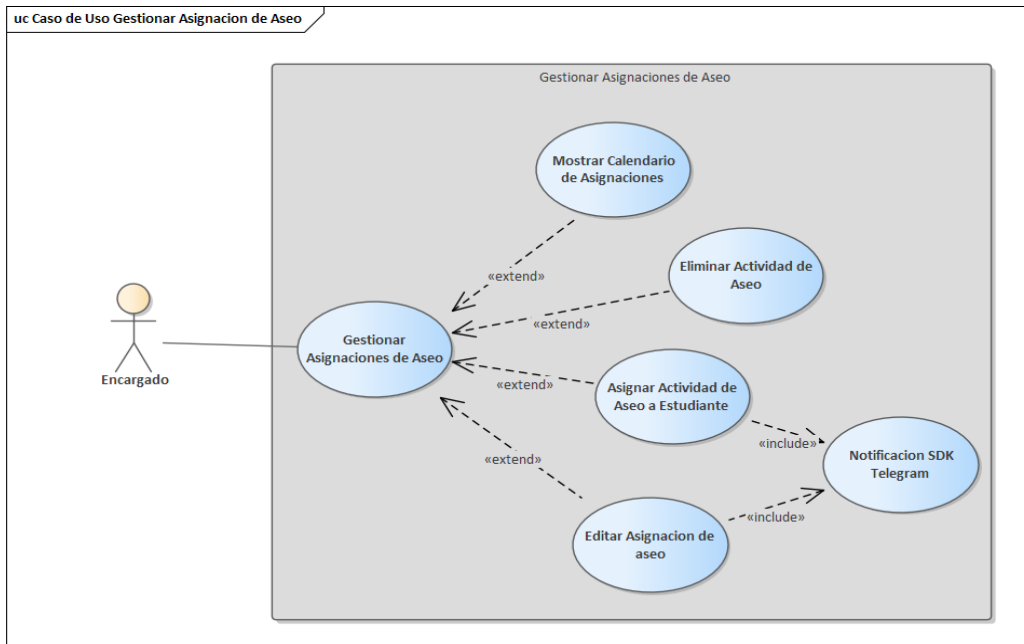 uc Caso de Uso Gestionar Asignacion de Aseo
Gestionar Asignaciones de Aseo
Mostrar Calendario
de Asignaciones
«extend»
Eliminar Actividad de
Aseo
«extend»
Gestionar
Asignaciones de Aseo
Encargado
«extend»
Asignar Actividad de
Aseo a Estudiante
«include»
Notificacion SDK
Telegram
«extend»
«include»
Editar Asignacion de
aseo